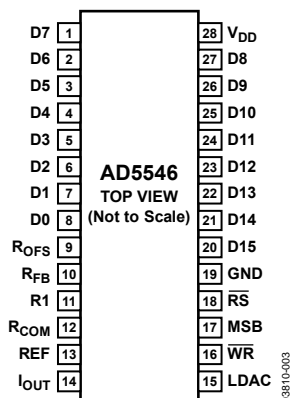 D7 1 28 VDD
D6 2 27 D8
D5 3 26 D9
D4 4 25 D10
D3 5 24 D11
D2 6 23 D12
D1 7 22 D13
D0 8 21 D14
ROFS 9 20 D15
RFB 10 19 GND
R1 11 18 R̅S̅
RCOM 12 17 MSB
REF 13 16 W̅R̅
IOUT 14 15 LDAC
AD5546
TOP VIEW
(Not to Scale)
3810-003